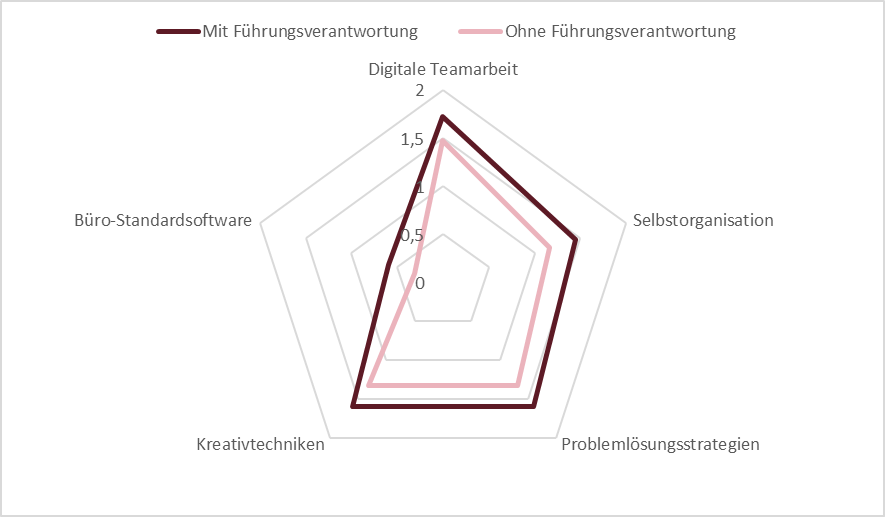 Mit Führungsverantwortung
Ohne Führungsverantwortung
Digitale Teamarbeit
2
1,5
1
0,5
0
Büro-Standardsoftware
Selbstorganisation
Kreativtechniken
Problemlösungsstrategien